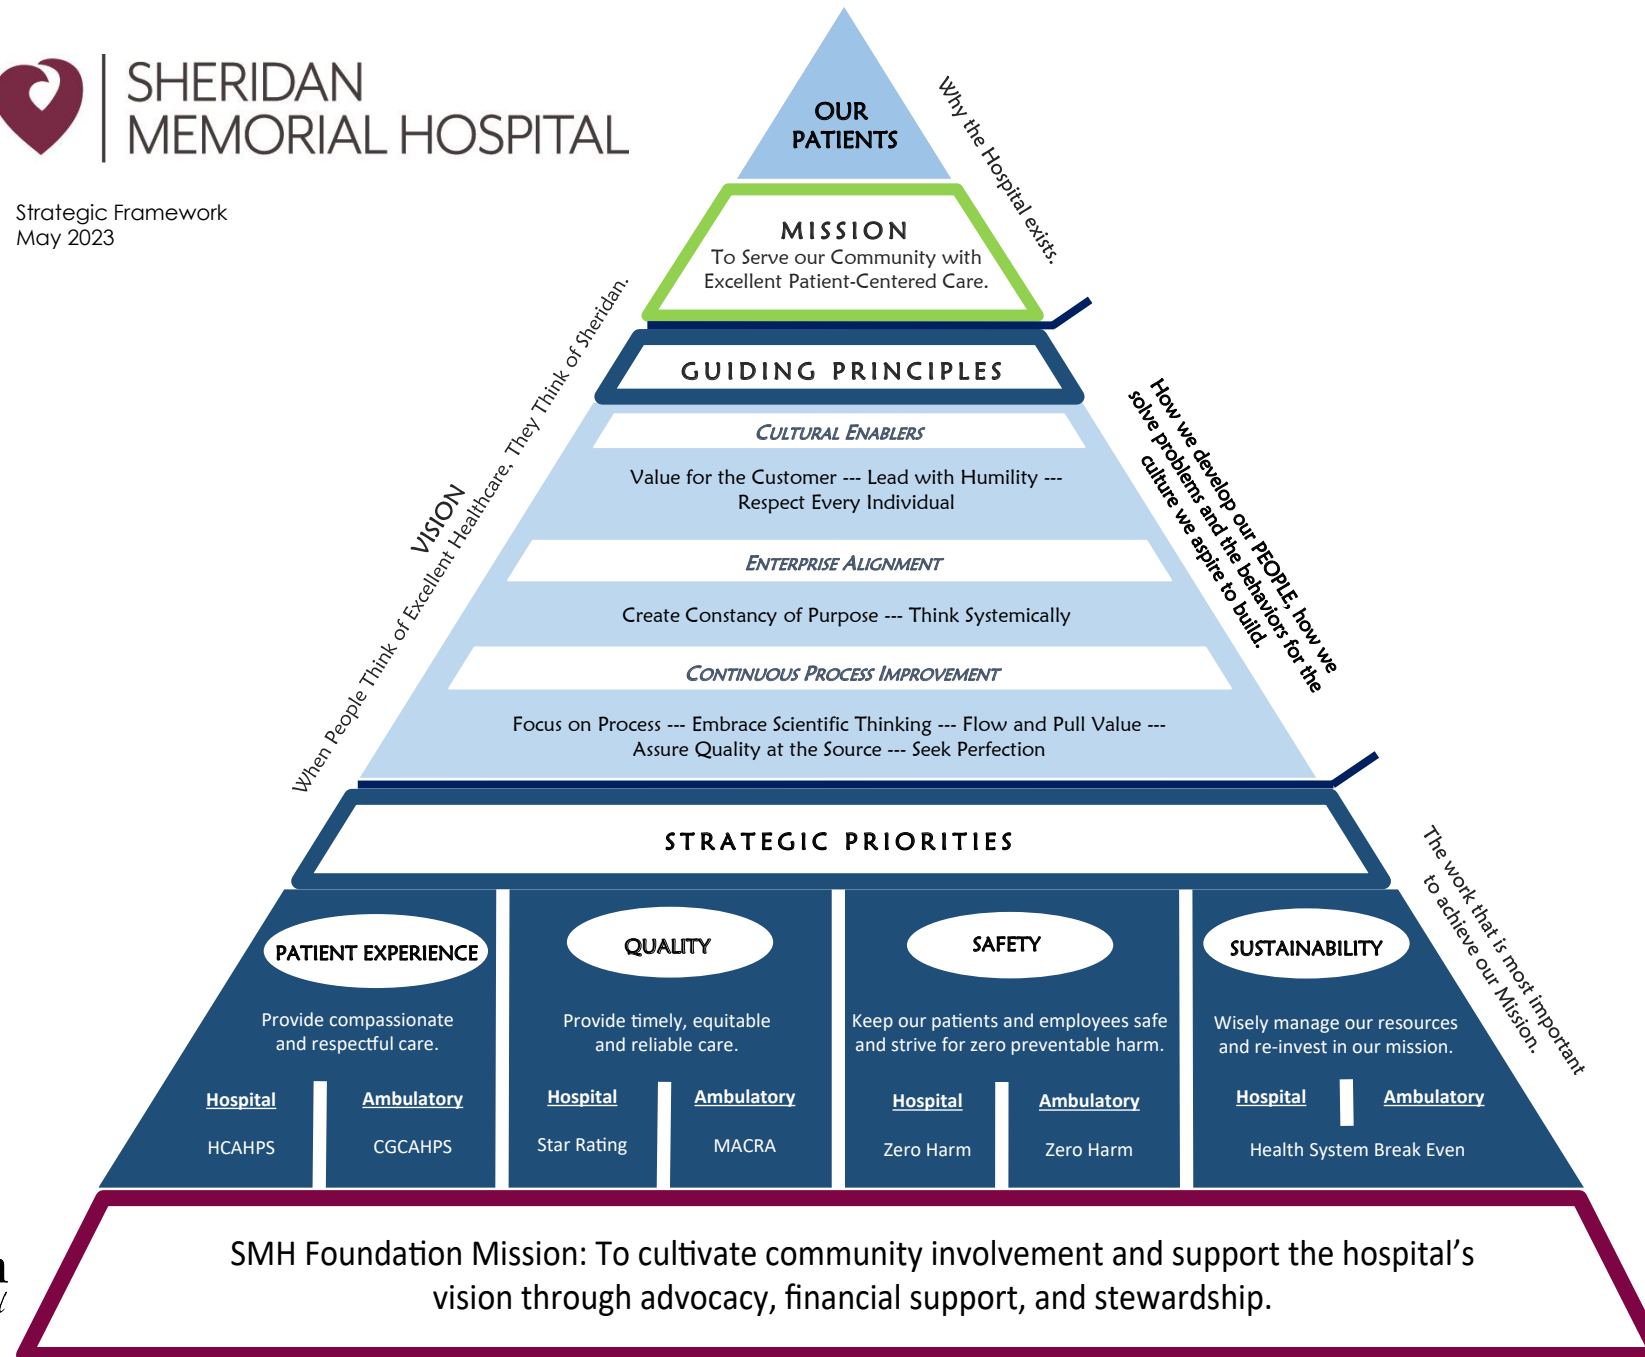 SHERIDAN
MEMORIAL HOSPITAL
Strategic Framework
May 2023
OUR
PATIENTS
Why the Hospital exists.
MISSION
To Serve our Community with
Excellent Patient-Centered Care.
VISION
When People Think of Excellent Healthcare, They Think of Sheridan.
GUIDING PRINCIPLES
CULTURAL ENABLERS
Value for the Customer --- Lead with Humility ---
Respect Every Individual
ENTERPRISE ALIGNMENT
Create Constancy of Purpose --- Think Systemically
CONTINUOUS PROCESS IMPROVEMENT
Focus on Process --- Embrace Scientific Thinking --- Flow and Pull Value ---
Assure Quality at the Source --- Seek Perfection
How we develop our PEOPLE, how we
solve problems and the behaviors for the
culture we aspire to build.
STRATEGIC PRIORITIES
The work that is most important
to achieve our Mission.
PATIENT EXPERIENCE
Provide compassionate
and respectful care.
Hospital
HCAHPS
Ambulatory
CGCAHPS
QUALITY
Provide timely, equitable
and reliable care.
Hospital
Star Rating
Ambulatory
MACRA
SAFETY
Keep our patients and employees safe
and strive for zero preventable harm.
Hospital
Zero Harm
Ambulatory
Zero Harm
SUSTAINABILITY
Wisely manage our resources
and re-invest in our mission.
Hospital
Ambulatory
Health System Break Even
SMH Foundation Mission: To cultivate community involvement and support the hospital's
vision through advocacy, financial support, and stewardship.